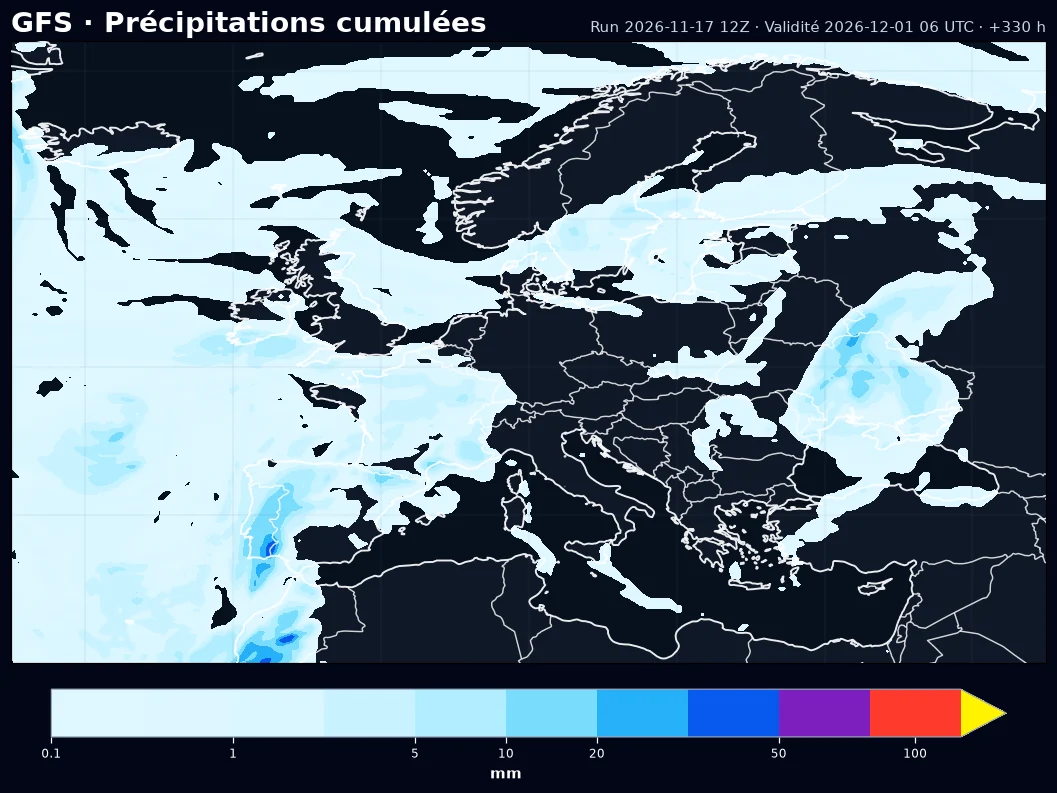 GFS · Précipitations cumulées
Run 2026-11-17 12Z · Validité 2026-12-01 06 UTC · +330 h
0.1 1 5 10 20 50 100
mm